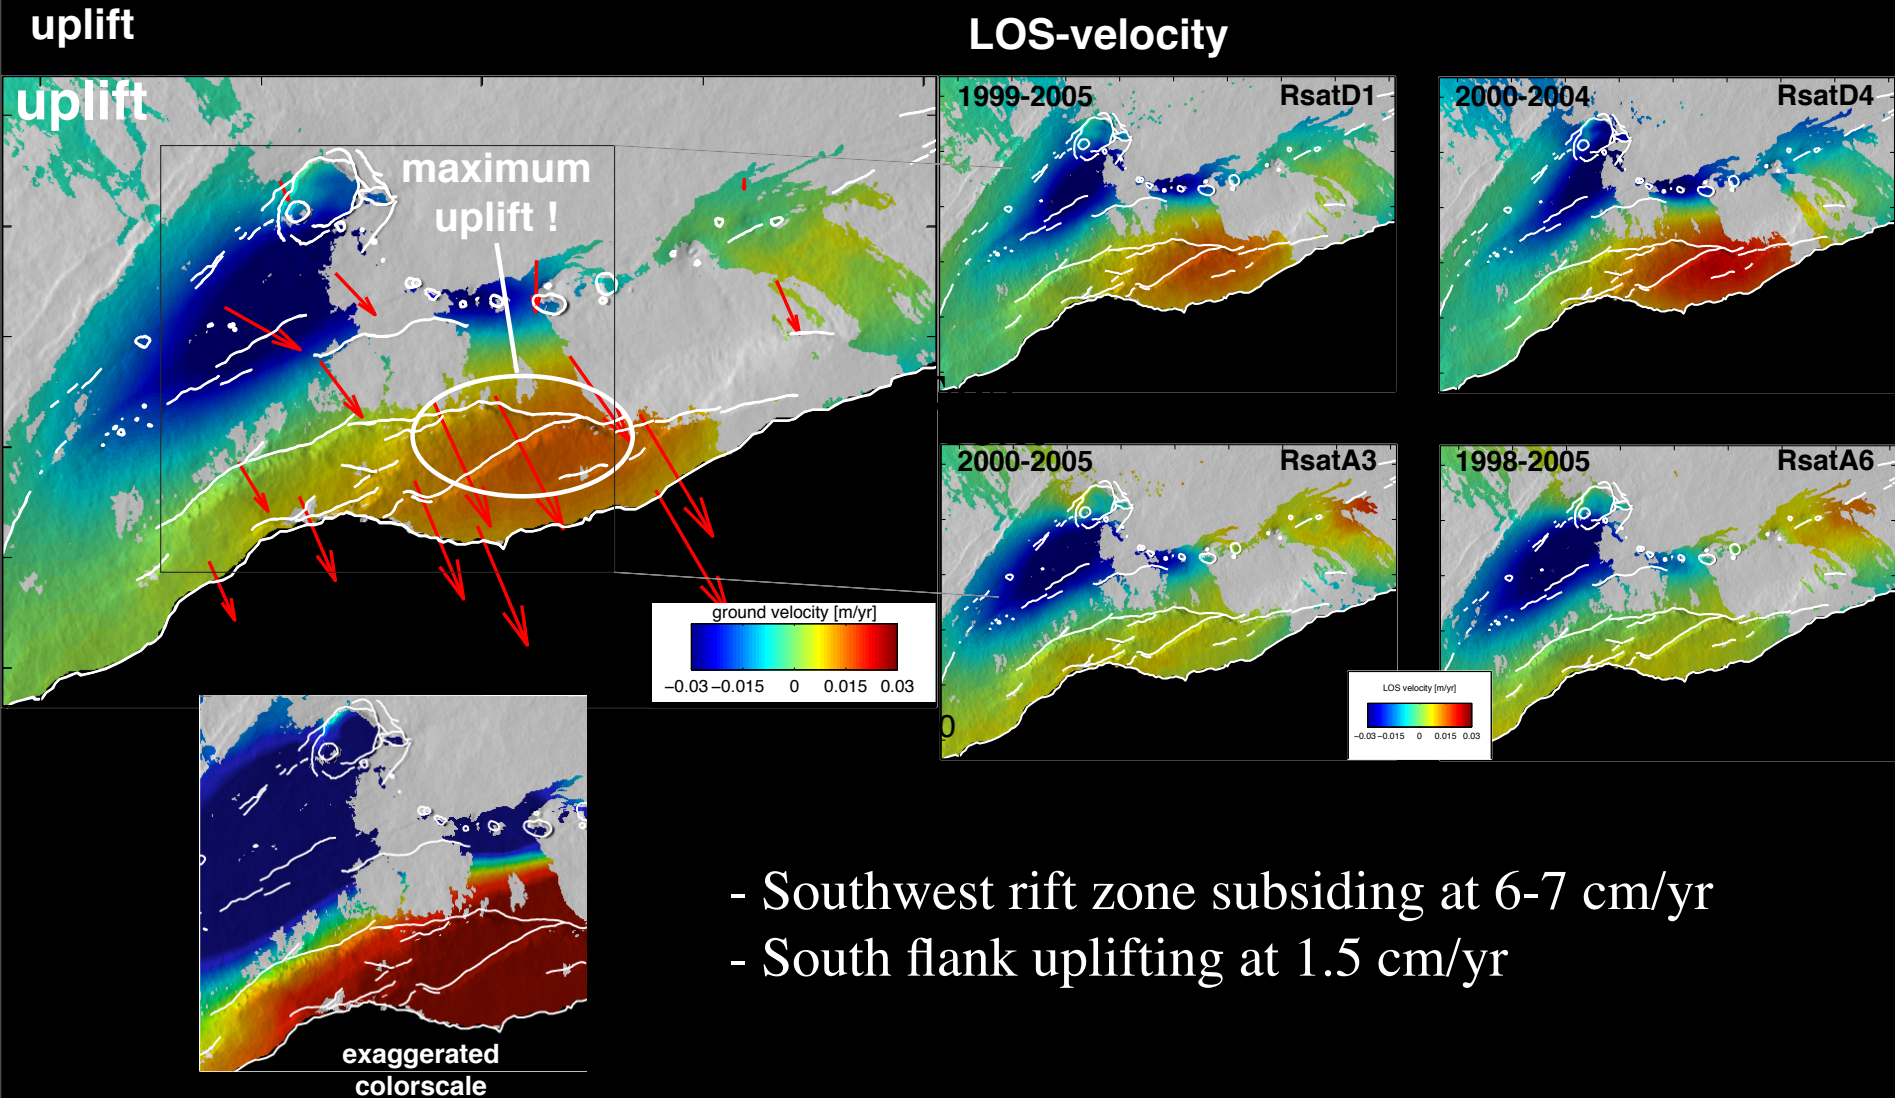 uplift
LOS-velocity
uplift
maximum
uplift !
1999-2005
RsatD1
2000-2004
RsatD4
2000-2005
RsatA3
1998-2005
RsatA6
ground velocity [m/yr]
−0.03 −0.015 0 0.015 0.03
LOS velocity [m/yr]
−0.03 −0.015 0 0.015 0.03
0
exaggerated
colorscale
- Southwest rift zone subsiding at 6-7 cm/yr
- South flank uplifting at 1.5 cm/yr